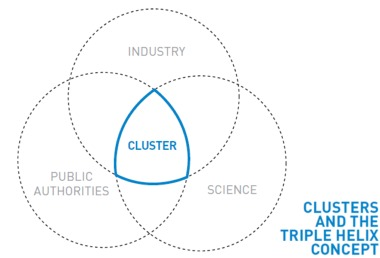 INDUSTRY
CLUSTER
PUBLIC
AUTHORITIES
SCIENCE
CLUSTERS
AND THE
TRIPLE HELIX
CONCEPT